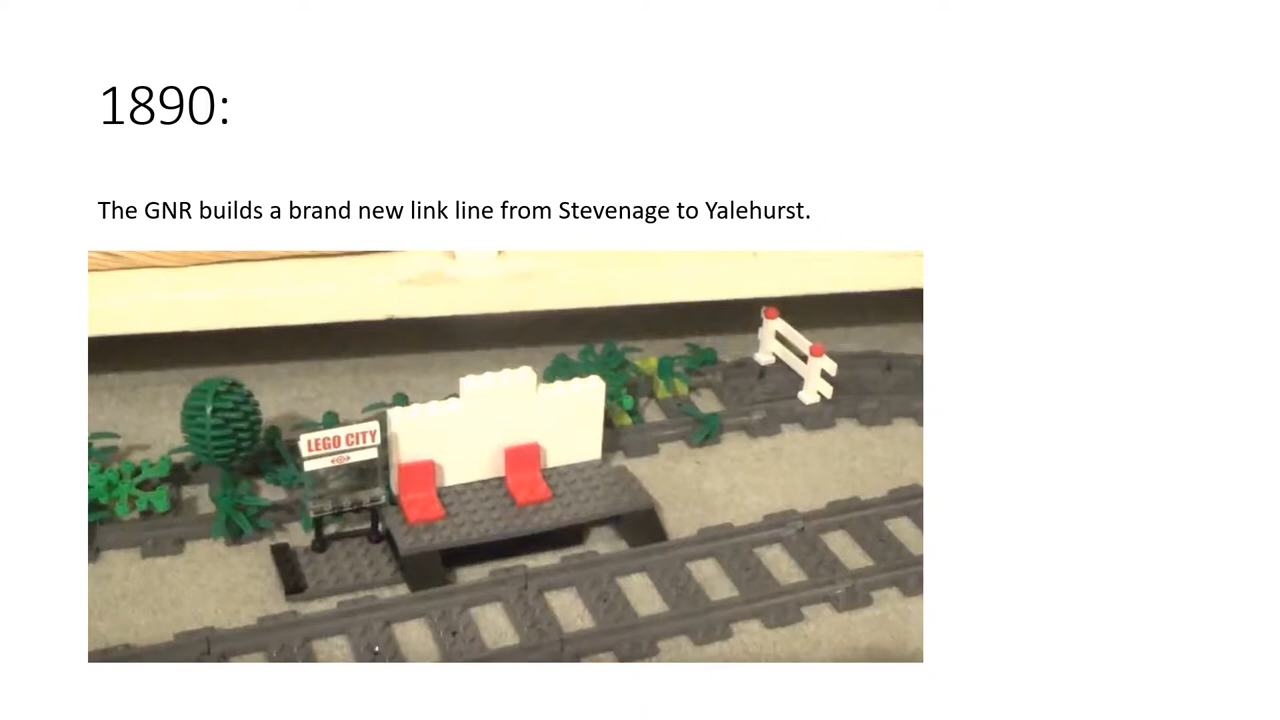 1890:
The GNR builds a brand new link line from Stevenage to Yalehurst.
LEGO CITY